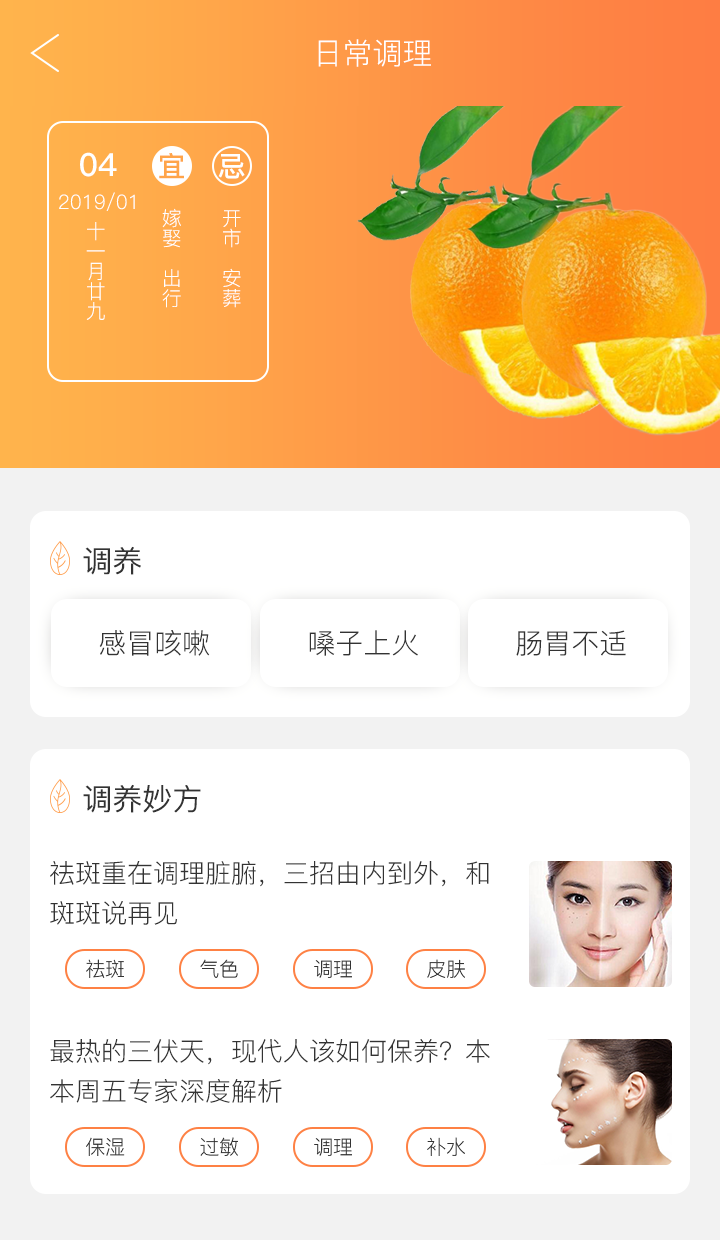 日常调理
04
2019/01
十一月廿九
宜
嫁娶 出行
忌
开市 安葬
调养
感冒咳嗽
嗓子上火
肠胃不适
调养妙方
祛斑重在调理脏腑，三招由内到外，和
斑斑说再见
祛斑
气色
调理
皮肤
最热的三伏天，现代人该如何保养？本
本周五专家深度解析
保湿
过敏
调理
补水